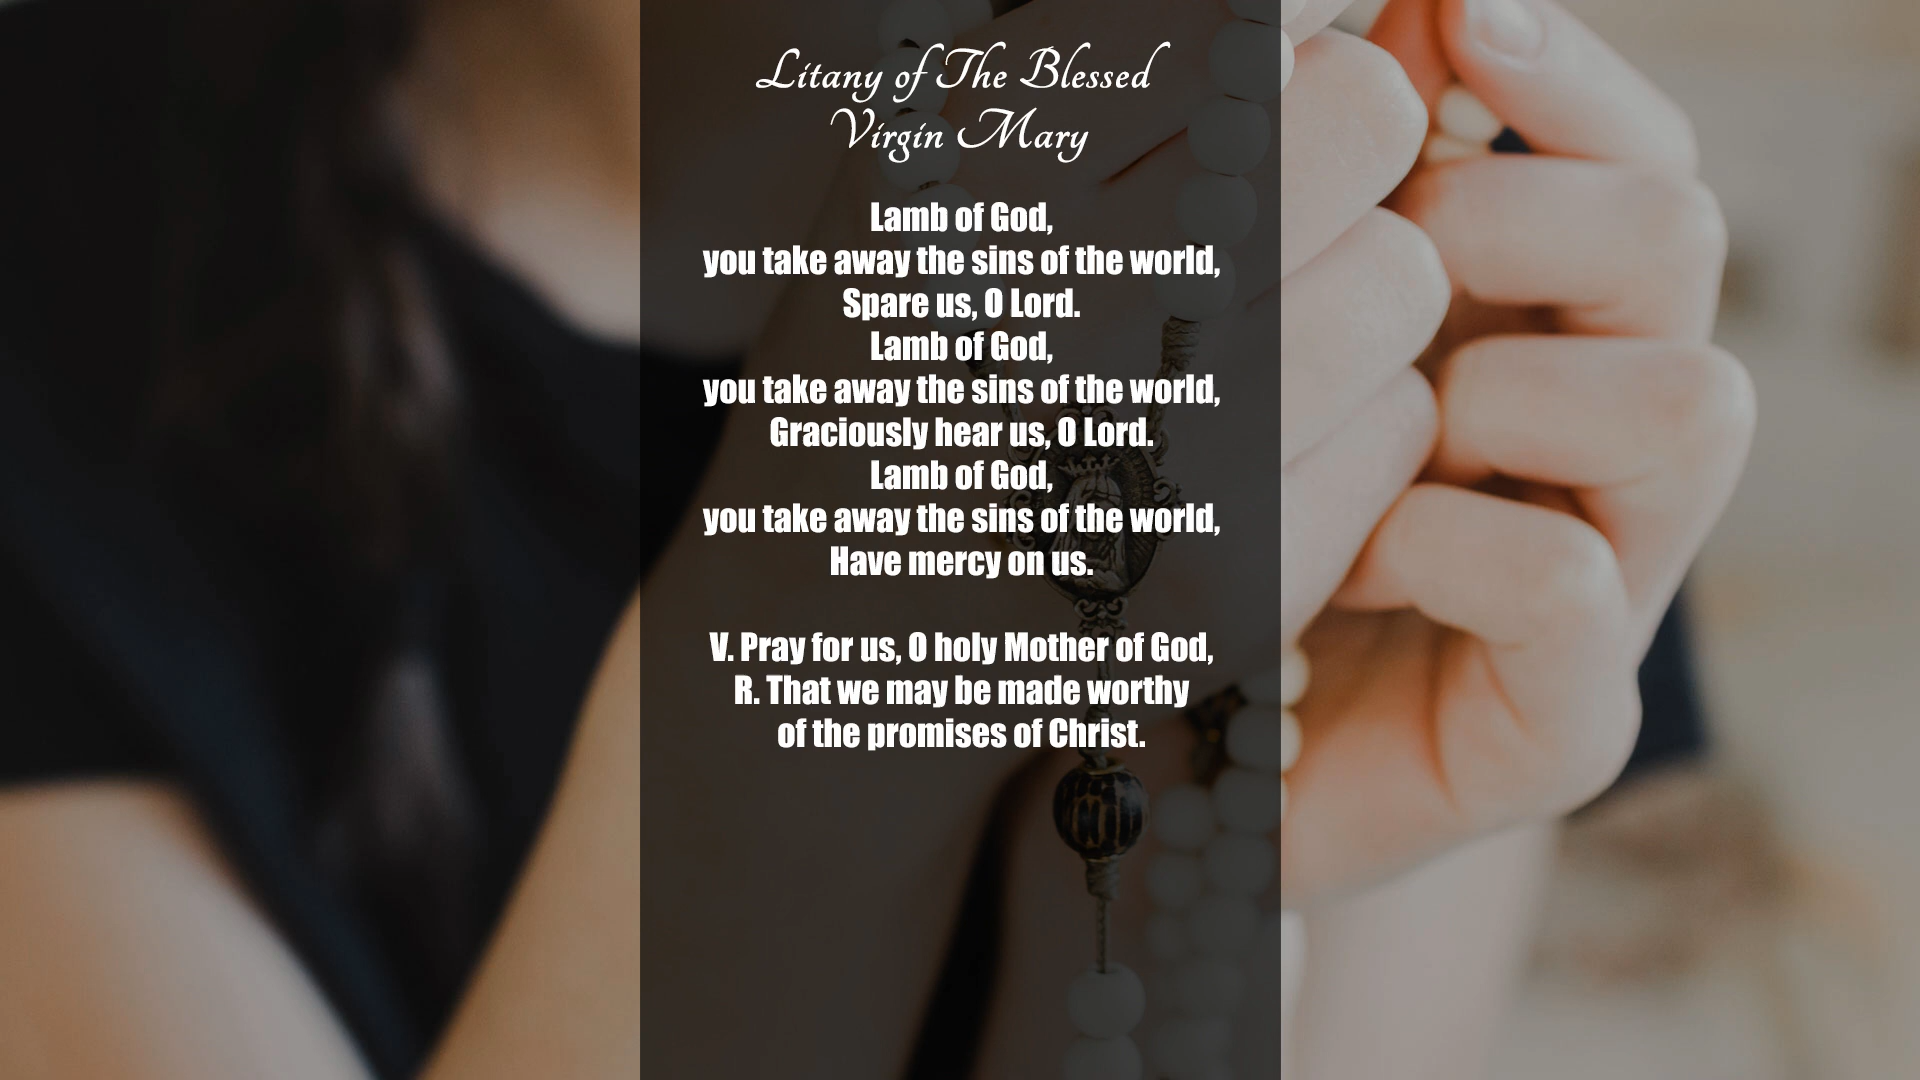 Litany of The Blessed
Virgin Mary
Lamb of God,
you take away the sins of the world,
Spare us, O Lord.
Lamb of God,
you take away the sins of the world,
Graciously hear us, O Lord.
Lamb of God,
you take away the sins of the world,
Have mercy on us.
V. Pray for us, O holy Mother of God,
R. That we may be made worthy
of the promises of Christ.